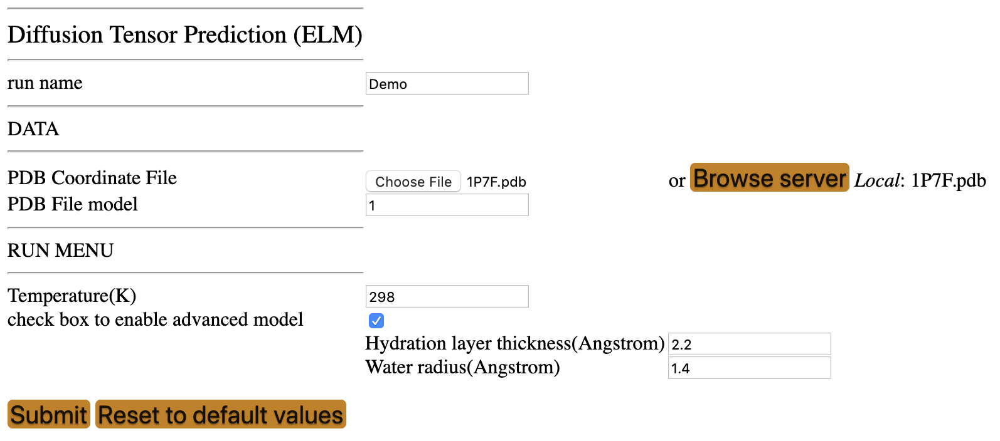 Diffusion Tensor Prediction (ELM)
run name Demo
DATA
PDB Coordinate File Choose File 1P7F.pdb or Browse server Local: 1P7F.pdb
PDB File model 1
RUN MENU
Temperature(K) 298
check box to enable advanced model
Hydration layer thickness(Angstrom) 2.2
Water radius(Angstrom) 1.4
Submit Reset to default values